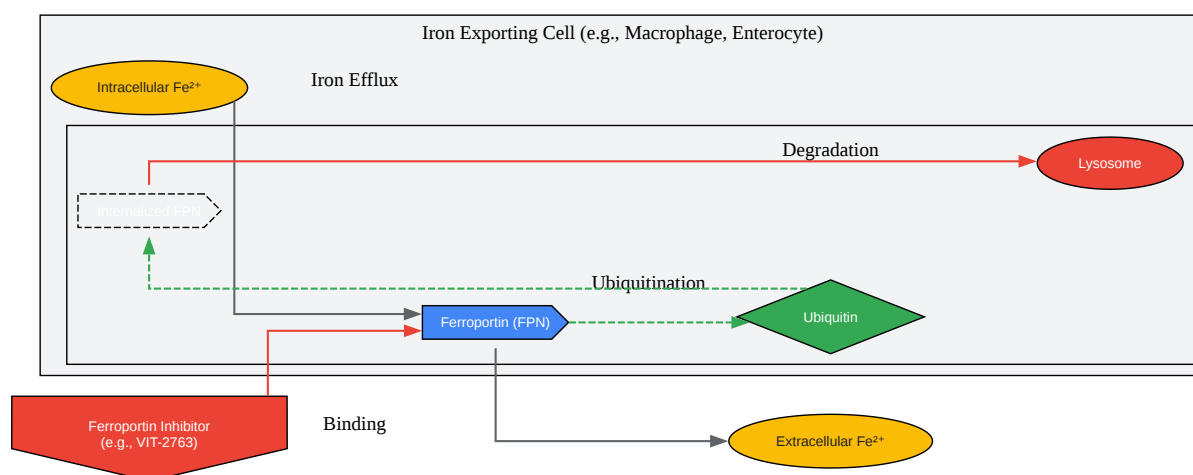 Iron Exporting Cell (e.g., Macrophage, Enterocyte)
Iron Efflux
Intracellular Fe²⁺
Degradation
Lysosome
Internalized FPN
Ubiquitination
Ferroportin (FPN)
Ubiquitin
Ferroportin Inhibitor
(e.g., VIT-2763)
Binding
Extracellular Fe²⁺